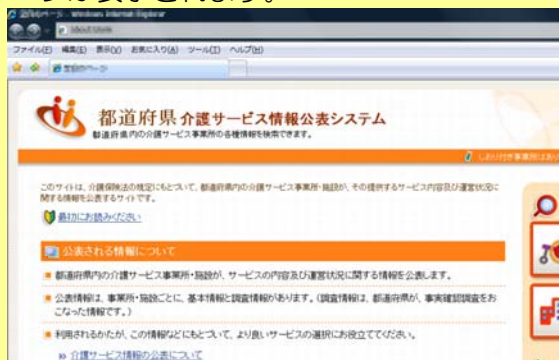 Windows Internet Explorer
ファイル(F) 編集(E) 表示(V) お気に入り(A) ツール(T) ヘルプ(H)
都道府県 介護サービス情報公表システム
都道府県内の介護サービス事業所の各種情報を検索できます。
このサイトは、介護保険法の規定にもとづいて、都道府県内の介護サービス事業所・施設が、その提供するサービス内容及び運営状況に
関する情報を公表するサイトです。
最初にお読みください
公表される情報について
都道府県内の介護サービス事業所・施設が、サービスの内容及び運営状況に関する情報を公表します。
公表情報は、事業所・施設ごとに、基本情報と調査情報があります。(調査情報は、都道府県が、事実確認調査をお
こなった情報です。)
利用されるかたが、この情報などにもとづいて、より良いサービスの選択にお役立てください。
» 介護サービス情報の公表について